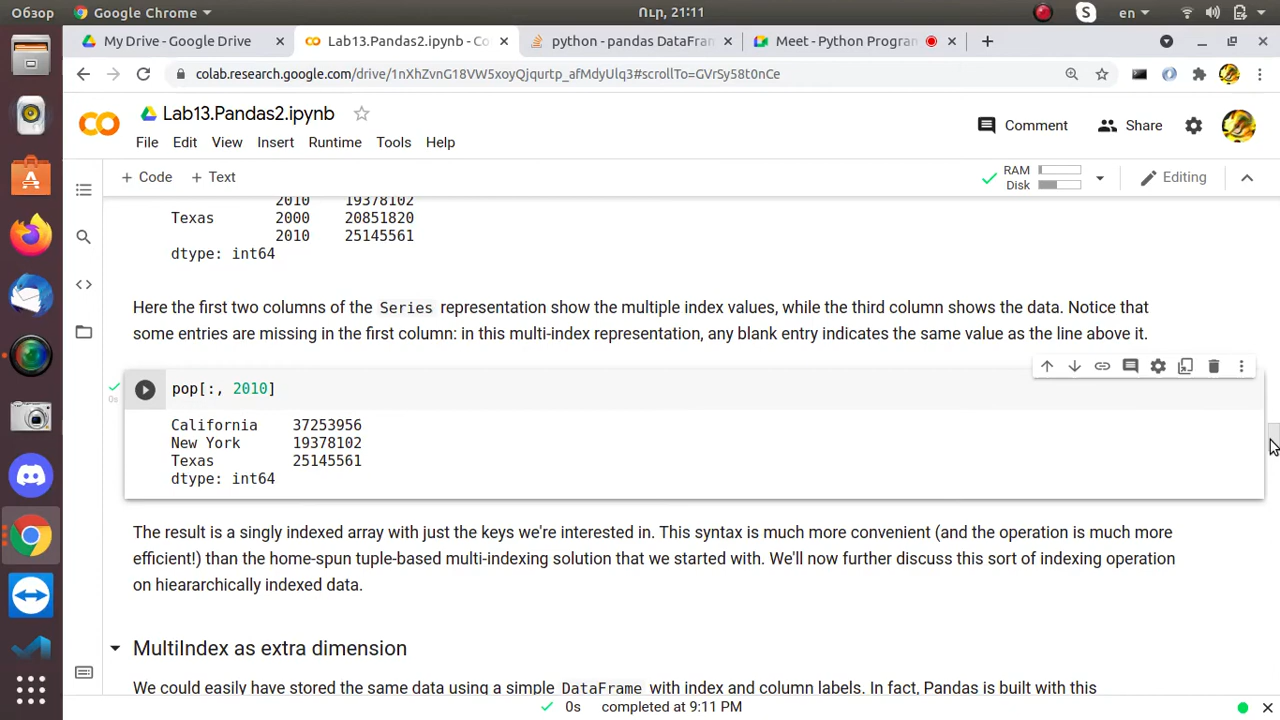 Обзор
Google Chrome
Ուր, 21:11
en
My Drive - Google Drive
Lab13.Pandas2.ipynb - Co
python - pandas DataFran
Meet - Python Program
colab.research.google.com/drive/1nXhZvnG18VW5xoyQjqurtp_afMdyUlq3#scrollTo=GVrSy58t0nCe
Lab13.Pandas2.ipynb
File Edit View Insert Runtime Tools Help
Comment
Share
+ Code + Text
RAM
Disk
Editing
2010 19378102
Texas 2000 20851820
2010 25145561
dtype: int64
Here the first two columns of the Series representation show the multiple index values, while the third column shows the data. Notice that
some entries are missing in the first column: in this multi-index representation, any blank entry indicates the same value as the line above it.
0s
pop[:, 2010]
California 37253956
New York 19378102
Texas 25145561
dtype: int64
The result is a singly indexed array with just the keys we're interested in. This syntax is much more convenient (and the operation is much more
efficient!) than the home-spun tuple-based multi-indexing solution that we started with. We'll now further discuss this sort of indexing operation
on hieararchically indexed data.
MultiIndex as extra dimension
We could easily have stored the same data using a simple DataFrame with index and column labels. In fact, Pandas is built with this
0s completed at 9:11 PM